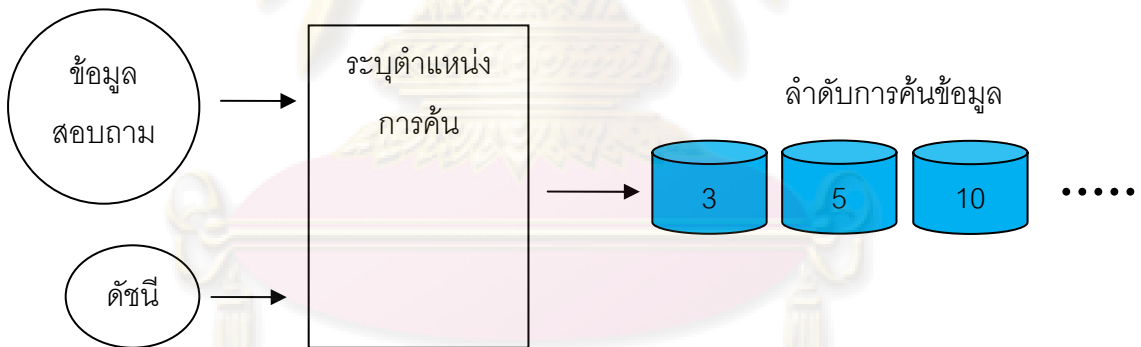 ข้อมูล
สอบถาม
ระบุตำแหน่ง
การค้น
ลำดับการค้นข้อมูล
3 5 10 .....
ดัชนี